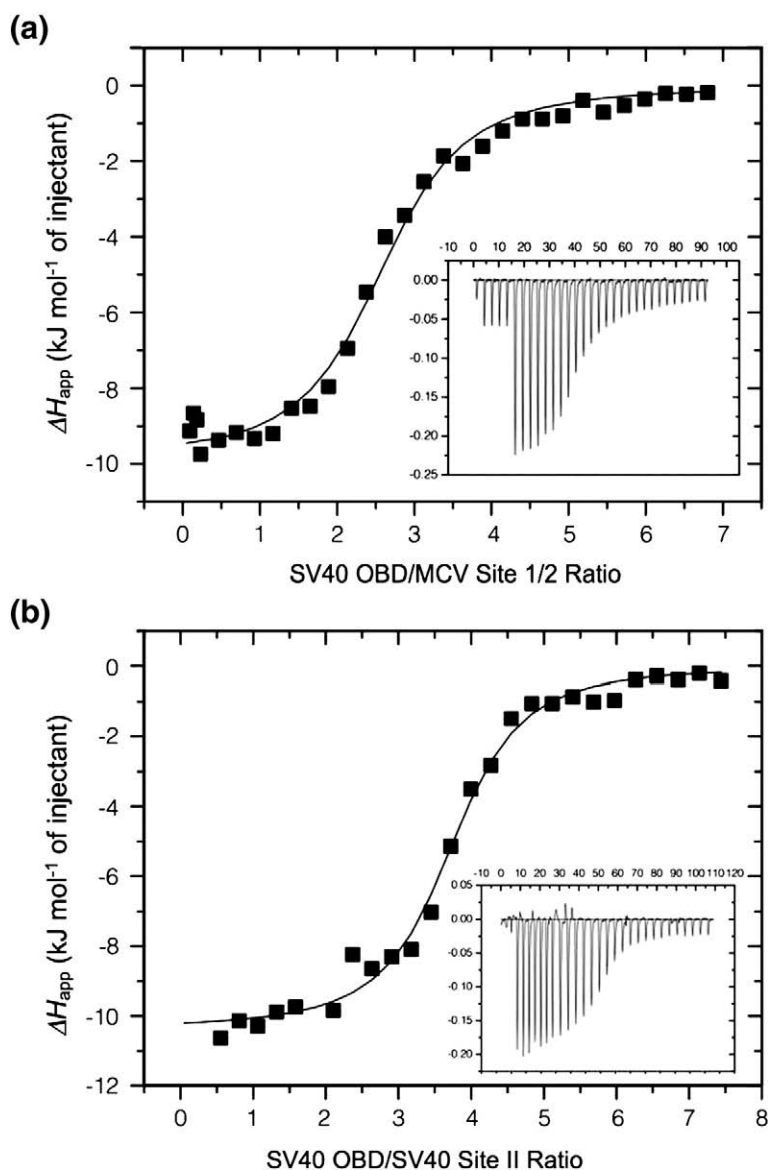 (a)
0
-2
-4
-6
-8
-10
ΔHapp (kJ mol-1 of injectant)
0 1 2 3 4 5 6 7
SV40 OBD/MCV Site 1/2 Ratio
-10 0 10 20 30 40 50 60 70 80 90 100
0.00
-0.05
-0.10
-0.15
-0.20
-0.25
(b)
0
-2
-4
-6
-8
-10
-12
ΔHapp (kJ mol-1 of injectant)
0 1 2 3 4 5 6 7 8
SV40 OBD/SV40 Site II Ratio
-10 0 10 20 30 40 50 60 70 80 90 100 110 120
0.05
0.00
-0.05
-0.10
-0.15
-0.20